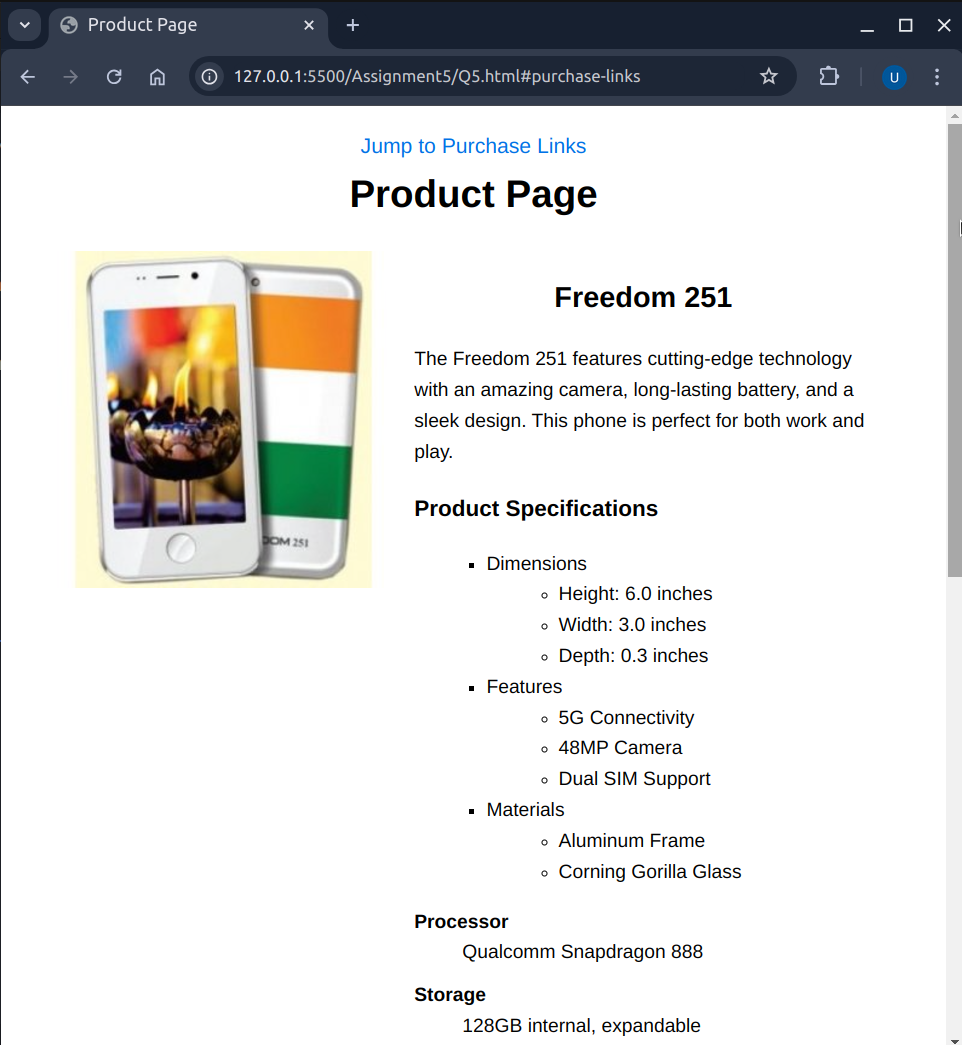 Product Page
127.0.0.1:5500/Assignment5/Q5.html#purchase-links
U
Jump to Purchase Links
Product Page
DOM 251
Freedom 251
The Freedom 251 features cutting-edge technology
with an amazing camera, long-lasting battery, and a
sleek design. This phone is perfect for both work and
play.
Product Specifications
Dimensions
Height: 6.0 inches
Width: 3.0 inches
Depth: 0.3 inches
Features
5G Connectivity
48MP Camera
Dual SIM Support
Materials
Aluminum Frame
Corning Gorilla Glass
Processor
Qualcomm Snapdragon 888
Storage
128GB internal, expandable